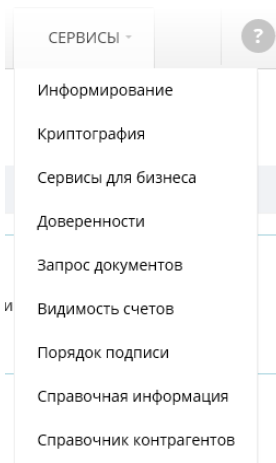 СЕРВИСЫ
?
Информирование
Криптография
Сервисы для бизнеса
Доверенности
Запрос документов
и
Видимость счетов
Порядок подписи
Справочная информация
Справочник контрагентов